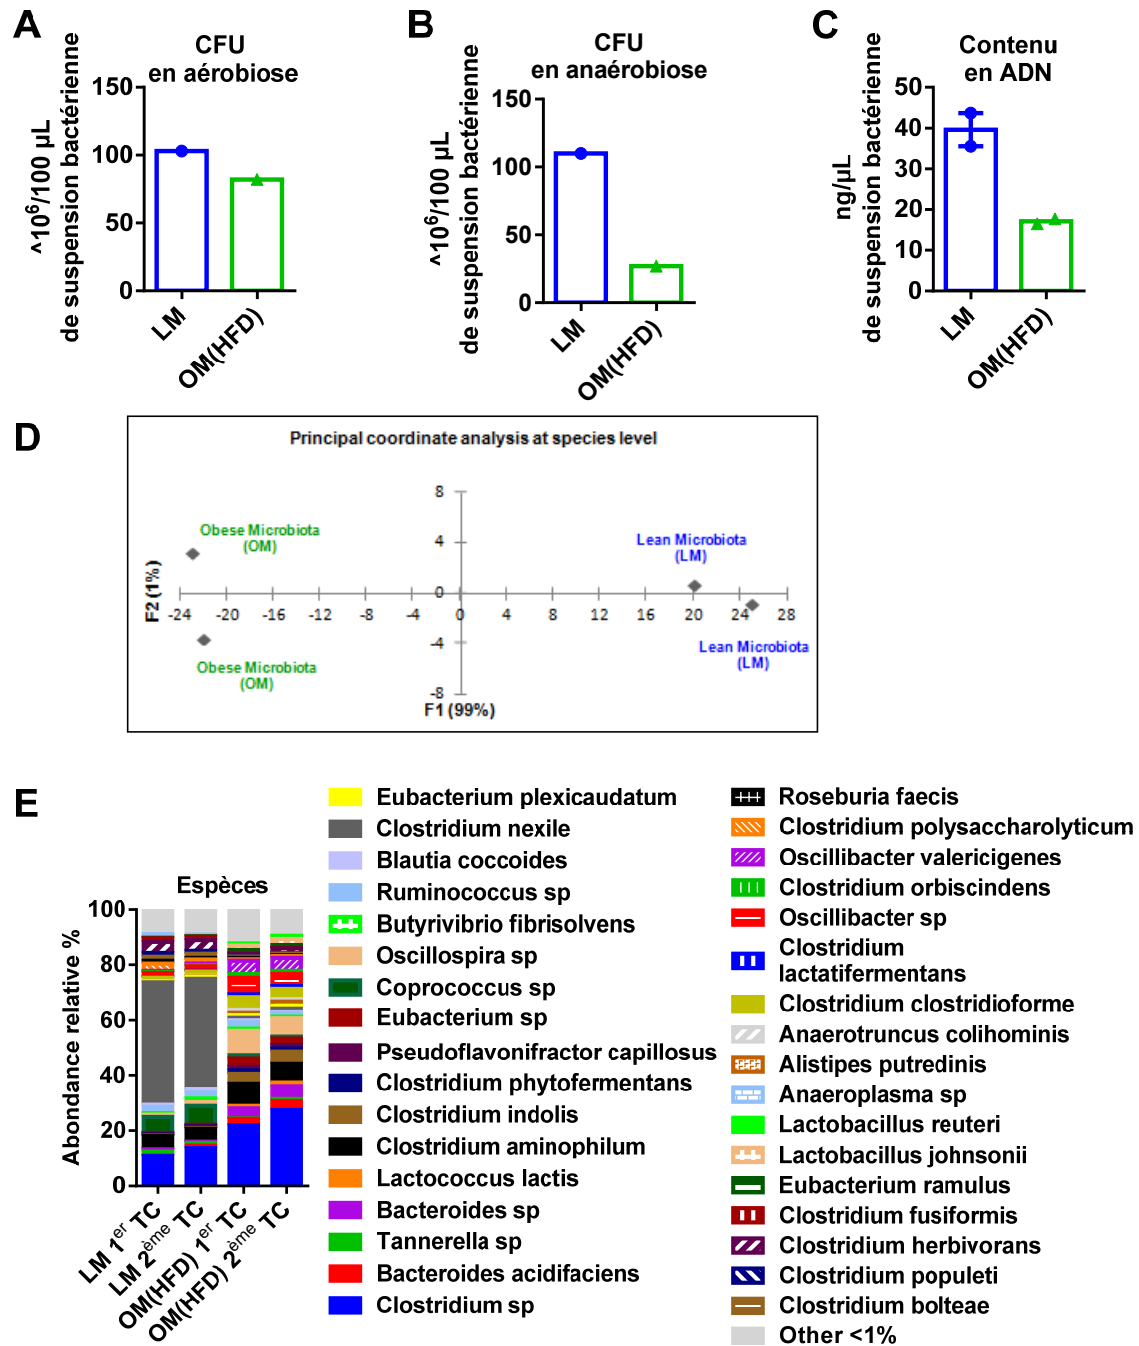 A
CFU
en aérobiose
^10⁶/100 µL
de suspension bactérienne
150
100
50
0
LM
OM(HFD)
B
CFU
en anaérobiose
^10⁶/100 µL
de suspension bactérienne
150
100
50
0
LM
OM(HFD)
C
Contenu
en ADN
ng/µL
de suspension bactérienne
50
40
30
20
10
0
LM
OM(HFD)
D
Principal coordinate analysis at species level
Obese Microbiota
(OM)
Lean Microbiota
(LM)
Obese Microbiota
(OM)
Lean Microbiota
(LM)
F2 (1%)
8
4
0
-4
-8
-24 -20 -16 -12 -8 -4 0 4 8 12 16 20 24 28
F1 (99%)
E
Espèces
Abondance relative %
100
80
60
40
20
0
LM 1er TC
LM 2ème TC
OM(HFD) 1er TC
OM(HFD) 2ème TC
Eubacterium plexicaudatum
Clostridium nexile
Blautia coccoides
Ruminococcus sp
Butyrivibrio fibrisolvens
Oscillospira sp
Coprococcus sp
Eubacterium sp
Pseudoflavonifractor capillosus
Clostridium phytofermentans
Clostridium indolis
Clostridium aminophilum
Lactococcus lactis
Bacteroides sp
Tannerella sp
Bacteroides acidifaciens
Clostridium sp
Roseburia faecis
Clostridium polysaccharolyticum
Oscillibacter valericigenes
Clostridium orbiscindens
Oscillibacter sp
Clostridium
lactatifermentans
Clostridium clostridioforme
Anaerotruncus colihominis
Alistipes putredinis
Anaeroplasma sp
Lactobacillus reuteri
Lactobacillus johnsonii
Eubacterium ramulus
Clostridium fusiformis
Clostridium herbivorans
Clostridium populeti
Clostridium bolteae
Other <1%